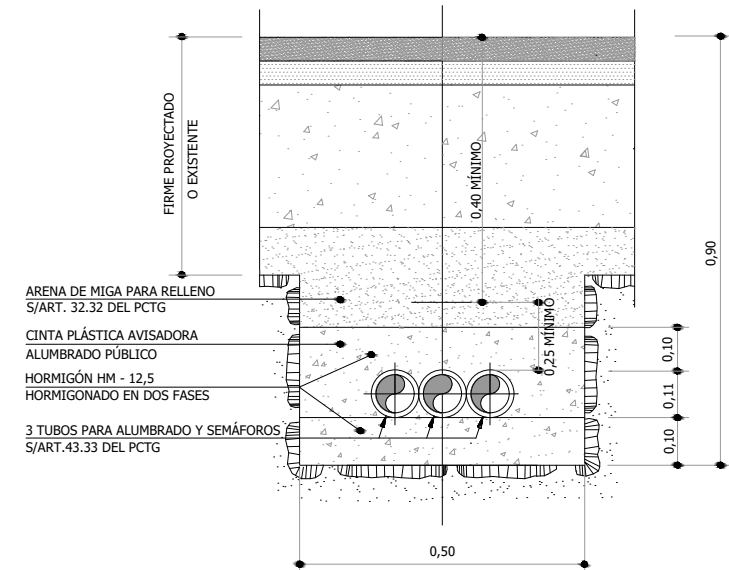 FIRME PROYECTADO
O EXISTENTE
0,40 MÍNIMO
0,90
ARENA DE MIGA PARA RELLENO
S/ART. 32.32 DEL PCTG
CINTA PLÁSTICA AVISADORA
ALUMBRADO PÚBLICO
HORMIGÓN HM - 12,5
HORMIGONADO EN DOS FASES
3 TUBOS PARA ALUMBRADO Y SEMÁFOROS
S/ART.43.33 DEL PCTG
0,25 MÍNIMO
0,10
0,11
0,10
0,50